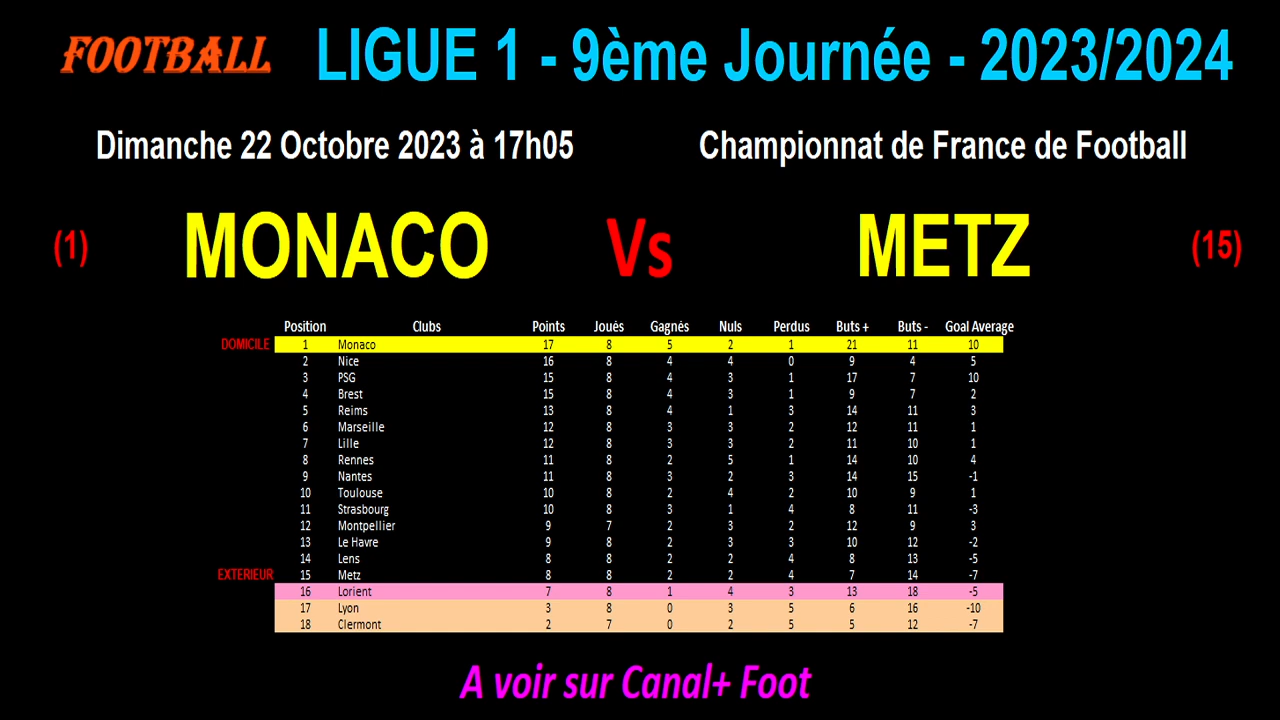 FOOTBALL LIGUE 1 - 9ème Journée - 2023/2024
Dimanche 22 Octobre 2023 à 17h05 Championnat de France de Football
(1) MONACO Vs METZ (15)
Position Clubs Points Joués Gagnés Nuls Perdus Buts + Buts - Goal Average
DOMICILE 1 Monaco 17 8 5 2 1 21 11 10
2 Nice 16 8 4 4 0 9 4 5
3 PSG 15 8 4 3 1 17 7 10
4 Brest 15 8 4 3 1 9 7 2
5 Reims 13 8 4 1 3 14 11 3
6 Marseille 12 8 3 3 2 12 11 1
7 Lille 12 8 3 3 2 11 10 1
8 Rennes 11 8 2 5 1 14 10 4
9 Nantes 11 8 3 2 3 14 15 -1
10 Toulouse 10 8 2 4 2 10 9 1
11 Strasbourg 10 8 3 1 4 8 11 -3
12 Montpellier 9 7 2 3 2 12 9 3
13 Le Havre 9 8 2 3 3 10 12 -2
14 Lens 8 8 2 2 4 8 13 -5
EXTERIEUR 15 Metz 8 8 2 2 4 7 14 -7
16 Lorient 7 8 1 4 3 13 18 -5
17 Lyon 3 8 0 3 5 6 16 -10
18 Clermont 2 7 0 2 5 5 12 -7
A voir sur Canal+ Foot